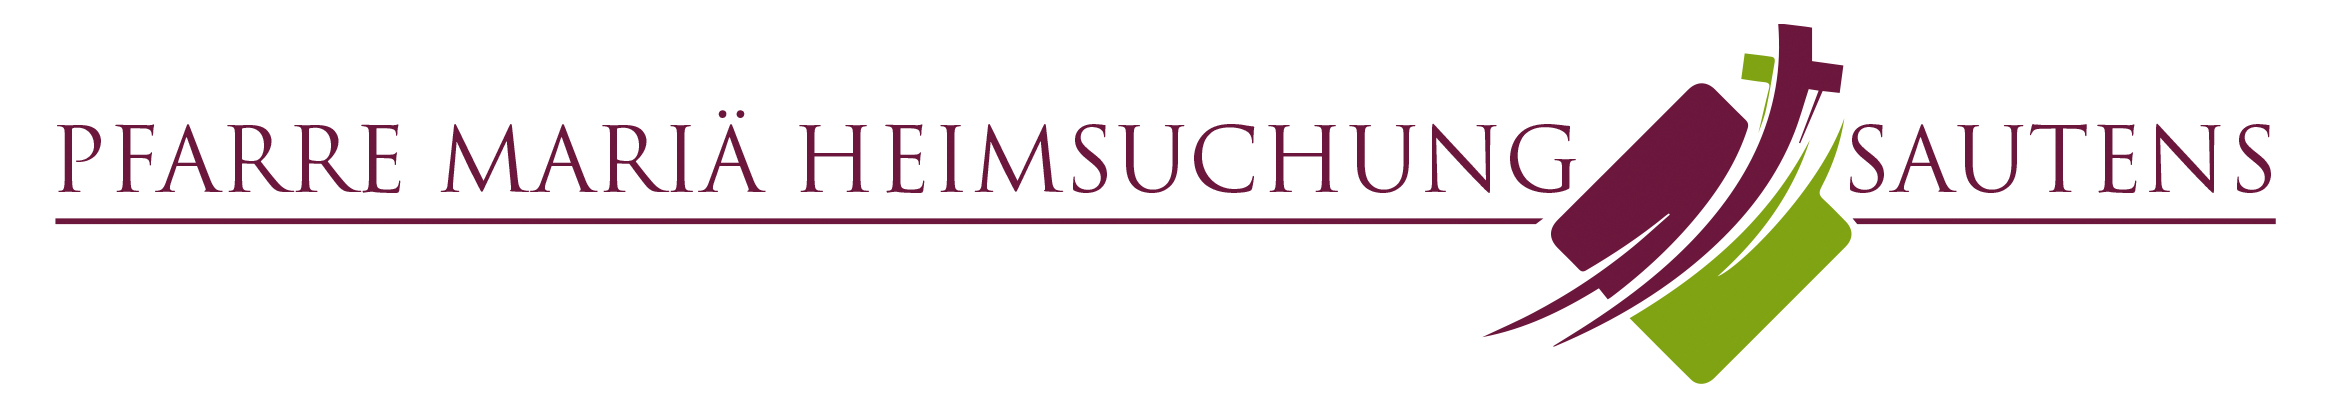 PFARRE MARIÄ HEIMSUCHUNG SAUTENS